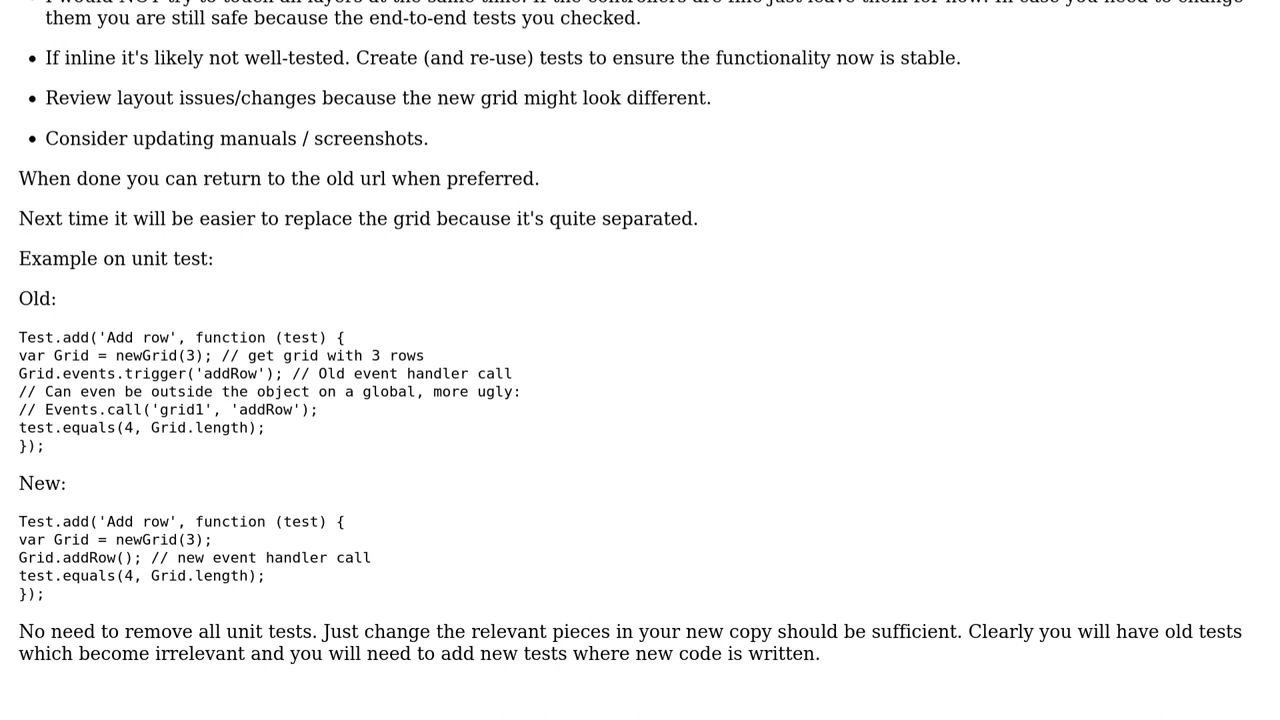 them you are still safe because the end-to-end tests you checked.
• If inline it's likely not well-tested. Create (and re-use) tests to ensure the functionality now is stable.
• Review layout issues/changes because the new grid might look different.
• Consider updating manuals / screenshots.
When done you can return to the old url when preferred.
Next time it will be easier to replace the grid because it's quite separated.
Example on unit test:
Old:
Test.add('Add row', function (test) {
var Grid = newGrid(3); // get grid with 3 rows
Grid.events.trigger('addRow'); // Old event handler call
// Can even be outside the object on a global, more ugly:
// Events.call('grid1', 'addRow');
test.equals(4, Grid.length);
});
New:
Test.add('Add row', function (test) {
var Grid = newGrid(3);
Grid.addRow(); // new event handler call
test.equals(4, Grid.length);
});
No need to remove all unit tests. Just change the relevant pieces in your new copy should be sufficient. Clearly you will have old tests
which become irrelevant and you will need to add new tests where new code is written.